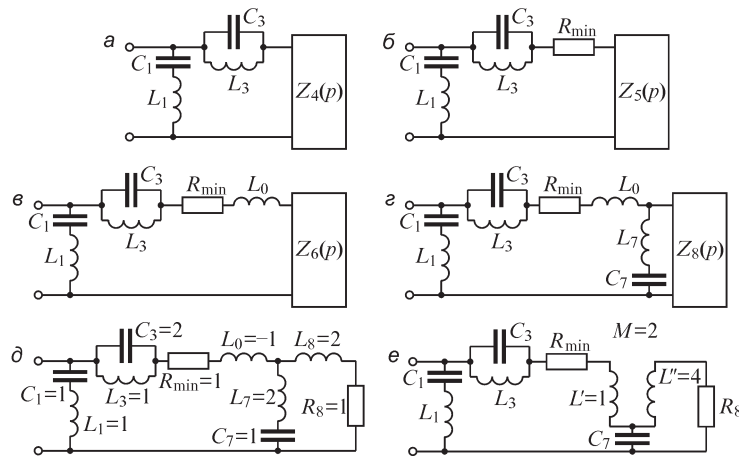 а
C₃
C₁
L₃
L₁
Z₄(p)
б
C₃
Rmin
C₁
L₃
L₁
Z₅(p)
в
C₃
Rmin
L₀
C₁
L₃
L₁
Z₆(p)
г
C₃
Rmin
L₀
C₁
L₃
L₁
L₇
C₇
Z₈(p)
д
C₃=2
L₀=−1
L₈=2
C₁=1
L₃=1
Rmin=1
L₁=1
L₇=2
C₇=1
R₈=1
е
C₃
Rmin
M=2
C₁
L₃
L₁
L′=1
L″=4
C₇
R₈